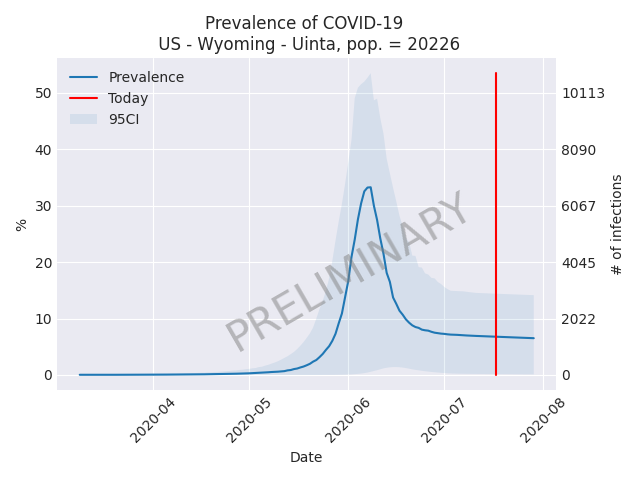 Prevalence of COVID-19
US - Wyoming - Uinta, pop. = 20226
Prevalence
Today
95CI
PRELIMINARY
%
50
40
30
20
10
0
10113
8090
6067
4045
2022
0
# of infections
2020-04
2020-05
2020-06
2020-07
2020-08
Date